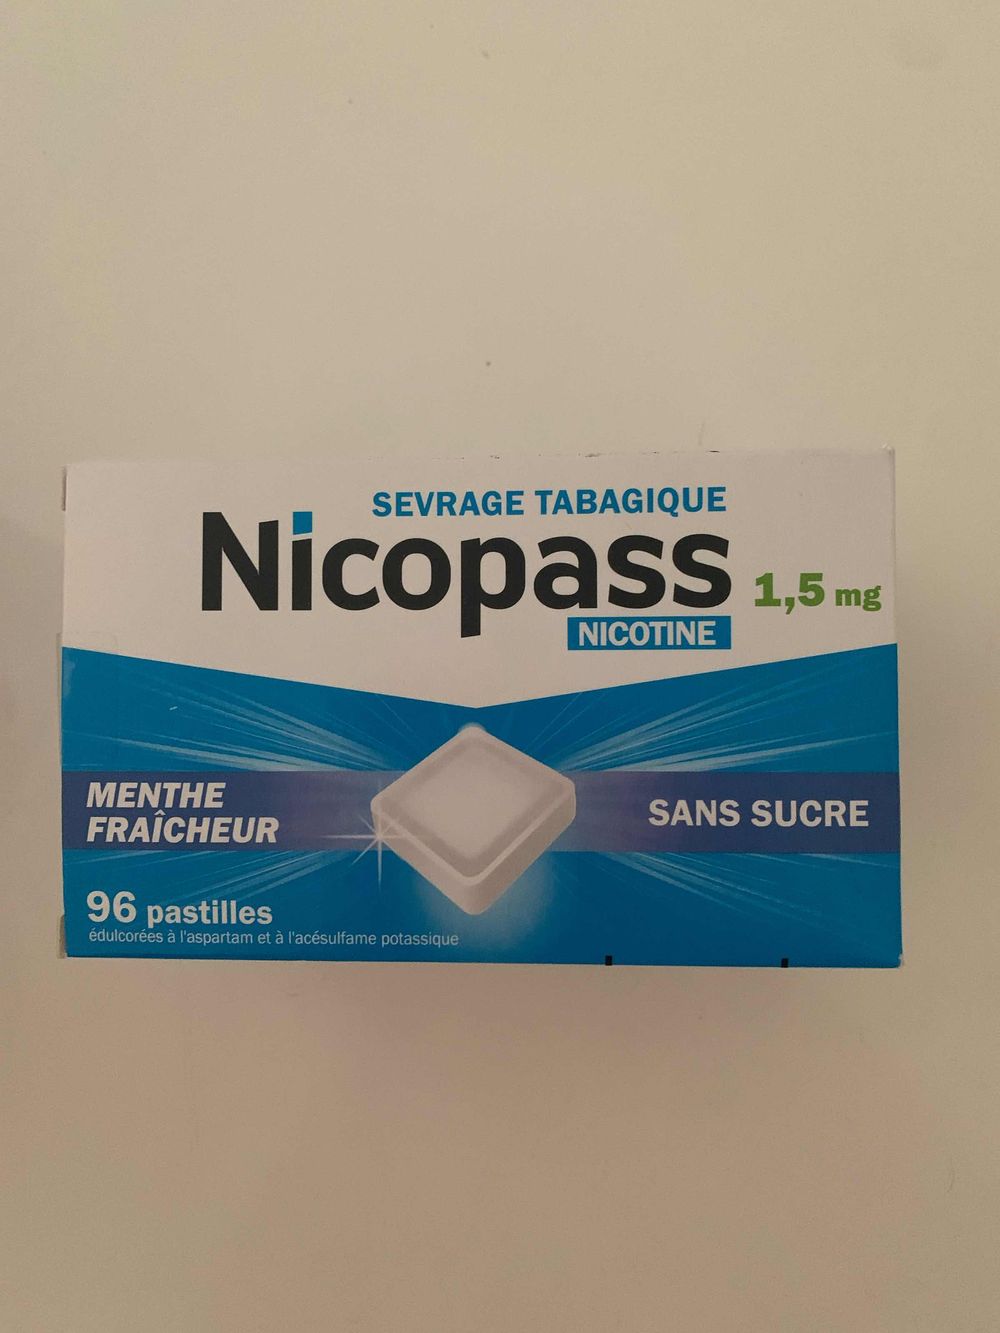 SEVRAGE TABAGIQUE
Nicopass
1,5 mg
NICOTINE
MENTHE
FRAÎCHEUR
SANS SUCRE
96 pastilles
édulcorées à l'aspartam et à l'acésulfame potassique